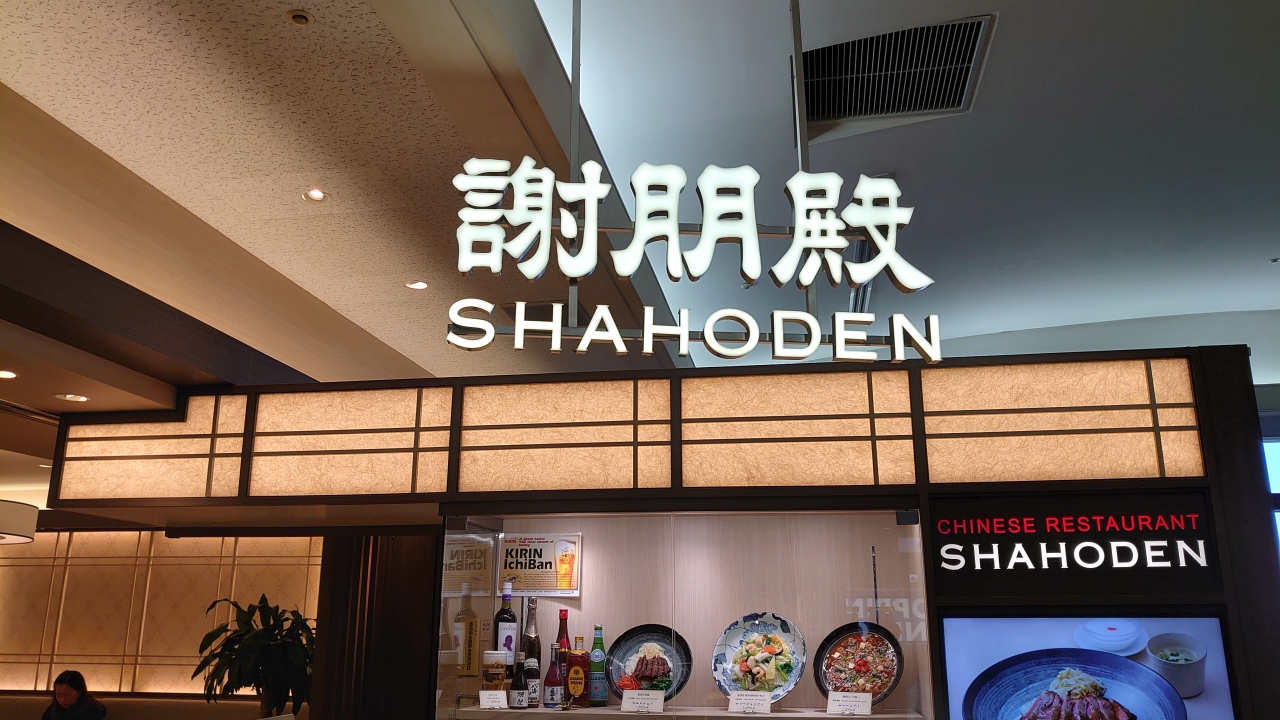 謝朋殿
SHAHODEN
CHINESE RESTAURANT
SHAHODEN
KIRIN
IchiBan